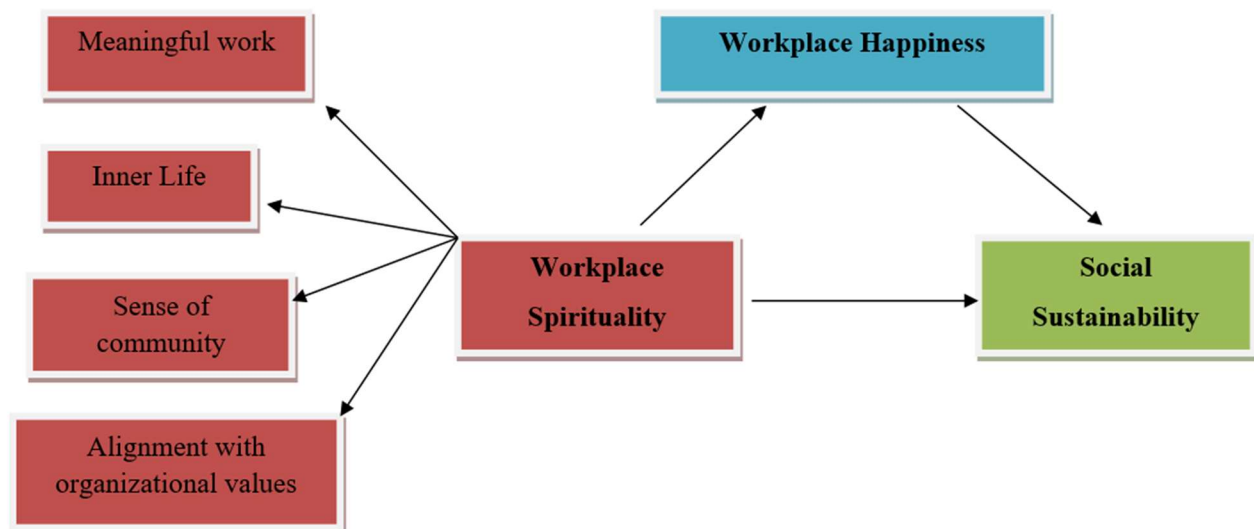 Meaningful work
Workplace Happiness
Inner Life
Workplace
Spirituality
Social
Sustainability
Sense of
community
Alignment with
organizational values